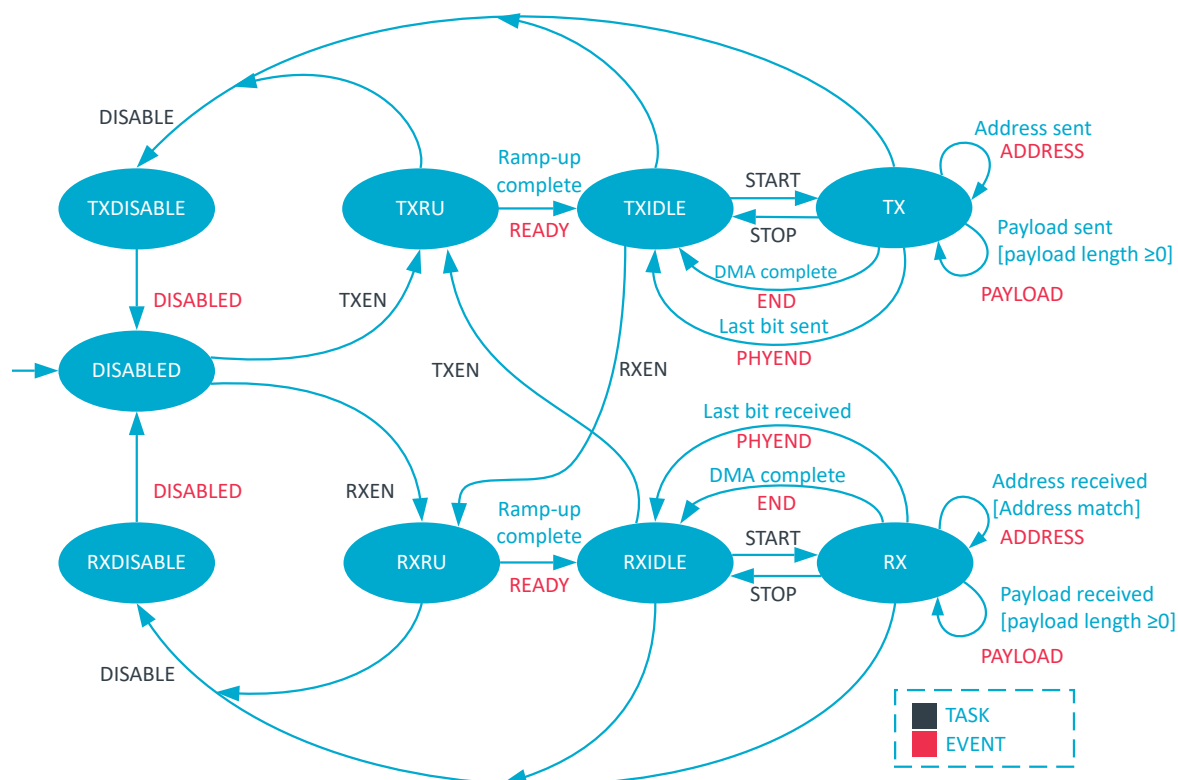 DISABLE
Address sent
ADDRESS
Ramp-up
complete
START
TXDISABLE
TXRU
TXIDLE
TX
READY
STOP
Payload sent
[payload length ≥0]
DMA complete
PAYLOAD
DISABLED
TXEN
END
Last bit sent
PHYEND
DISABLED
TXEN
RXEN
Last bit received
PHYEND
DMA complete
DISABLED
RXEN
END
Address received
[Address match]
Ramp-up
complete
START
ADDRESS
RXDISABLE
RXRU
RXIDLE
RX
READY
STOP
Payload received
[payload length ≥0]
PAYLOAD
DISABLE
TASK
EVENT